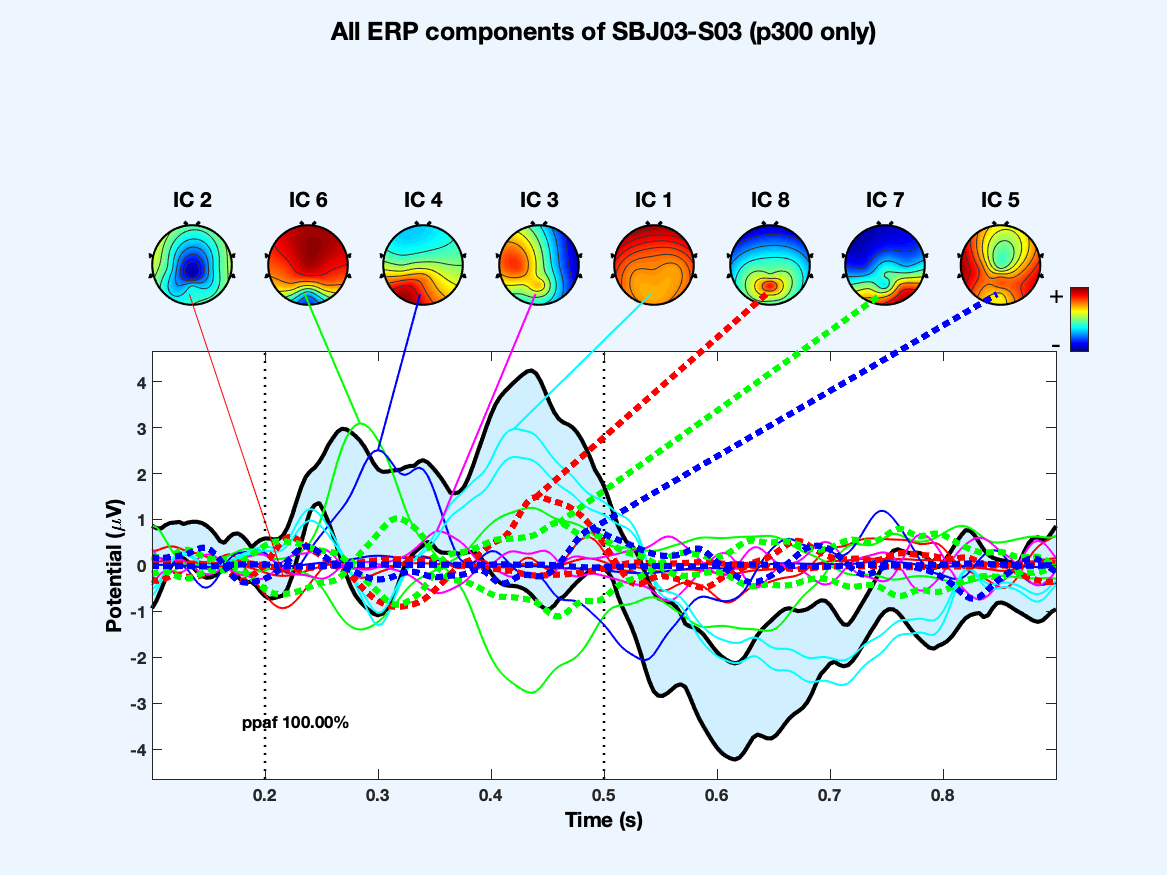 All ERP components of SBJ03-S03 (p300 only)
IC 2 IC 6 IC 4 IC 3 IC 1 IC 8 IC 7 IC 5
+
-
4
3
2
1
0
-1
-2
-3
-4
Potential (μV)
ppaf 100.00%
0.2 0.3 0.4 0.5 0.6 0.7 0.8
Time (s)